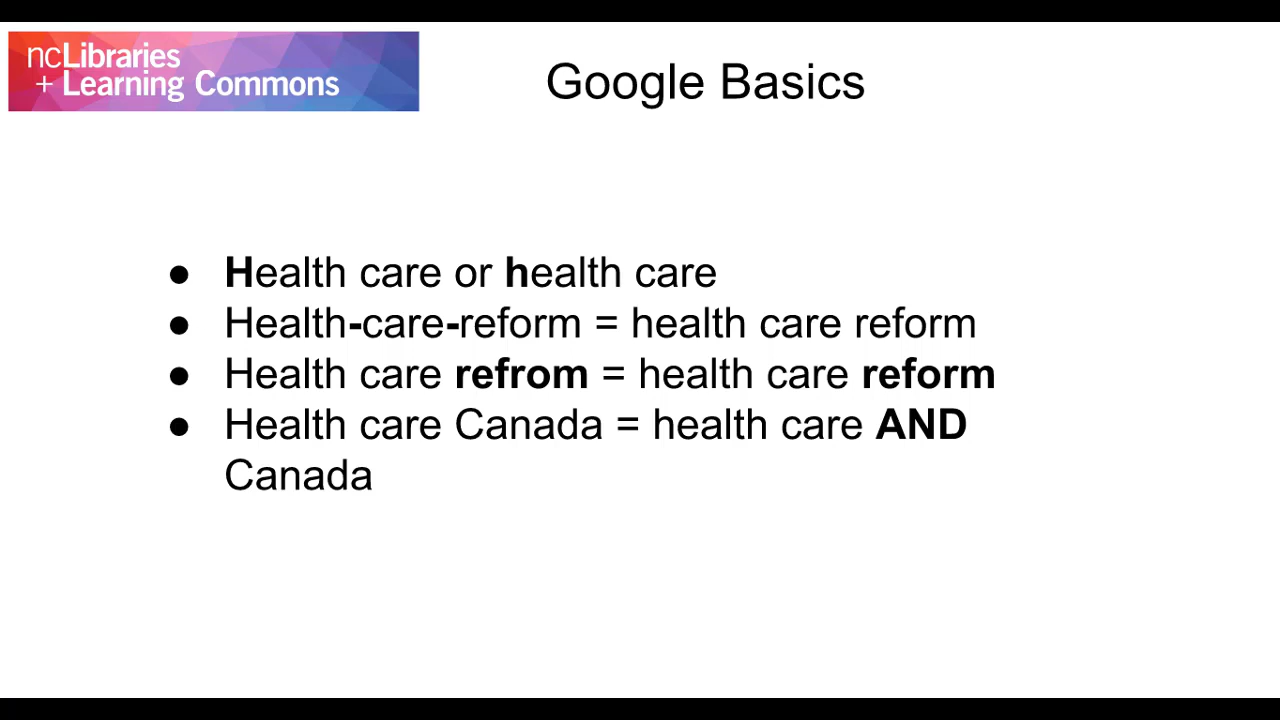 ncLibraries
+ Learning Commons
Google Basics
● Health care or health care
● Health-care-reform = health care reform
● Health care refrom = health care reform
● Health care Canada = health care AND
Canada